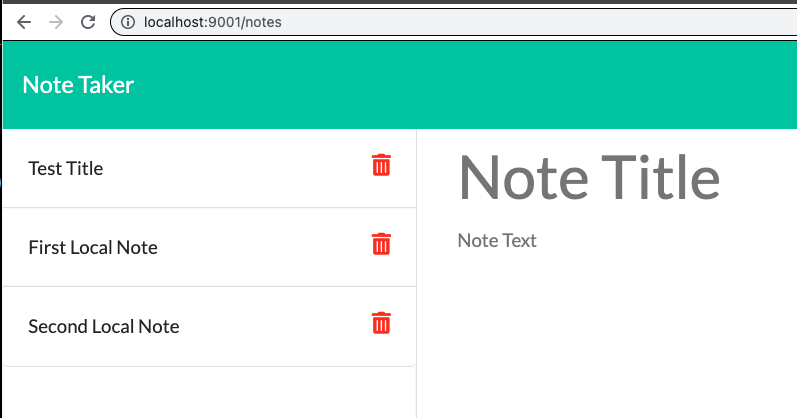 localhost:9001/notes
Note Taker
Test Title
First Local Note
Second Local Note
Note Title
Note Text